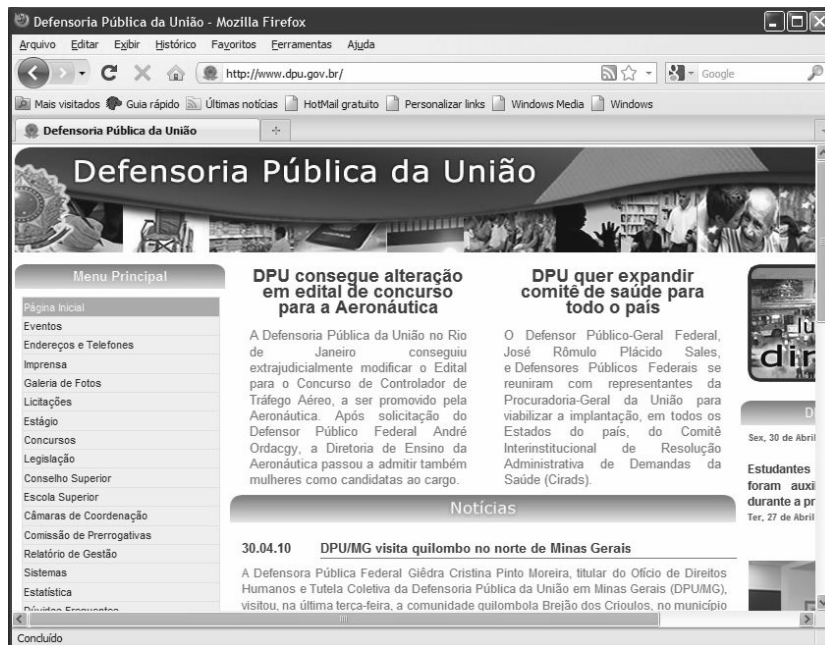 Defensoria Pública da União - Mozilla Firefox
Arquivo Editar Exibir Histórico Favoritos Ferramentas Ajuda
http://www.dpu.gov.br/ Google
Mais visitados Guia rápido Últimas notícias HotMail gratuito Personalizar links Windows Media Windows
Defensoria Pública da União
Defensoria Pública da União
Menu Principal
Página Inicial
Eventos
Endereços e Telefones
Imprensa
Galeria de Fotos
Licitações
Estágio
Concursos
Legislação
Conselho Superior
Escola Superior
Câmaras de Coordenação
Comissão de Prerrogativas
Relatório de Gestão
Sistemas
Estatística
Dúvidas Frequentes
DPU consegue alteração
em edital de concurso
para a Aeronáutica
A Defensoria Pública da União no Rio
de Janeiro conseguiu
extrajudicialmente modificar o Edital
para o Concurso de Controlador de
Tráfego Aéreo, a ser promovido pela
Aeronáutica. Após solicitação do
Defensor Público Federal André
Ordacgy, a Diretoria de Ensino da
Aeronáutica passou a admitir também
mulheres como candidatas ao cargo.
DPU quer expandir
comitê de saúde para
todo o país
O Defensor Público-Geral Federal,
José Rômulo Plácido Sales,
e Defensores Públicos Federais se
reuniram com representantes da
Procuradoria-Geral da União para
viabilizar a implantação, em todos os
Estados do país, do Comitê
Interinstitucional de Resolução
Administrativa de Demandas da
Saúde (Cirads).
Notícias
30.04.10 DPU/MG visita quilombo no norte de Minas Gerais
A Defensora Pública Federal Giêdra Cristina Pinto Moreira, titular do Ofício de Direitos
Humanos e Tutela Coletiva da Defensoria Pública da União em Minas Gerais (DPU/MG),
visitou, na última terça-feira, a comunidade quilombola Brejão dos Crioulos, no município
dir
D
Sex, 30 de Abril
Estudantes
foram auxi
durante a pr
Ter, 27 de Abril
Concluído